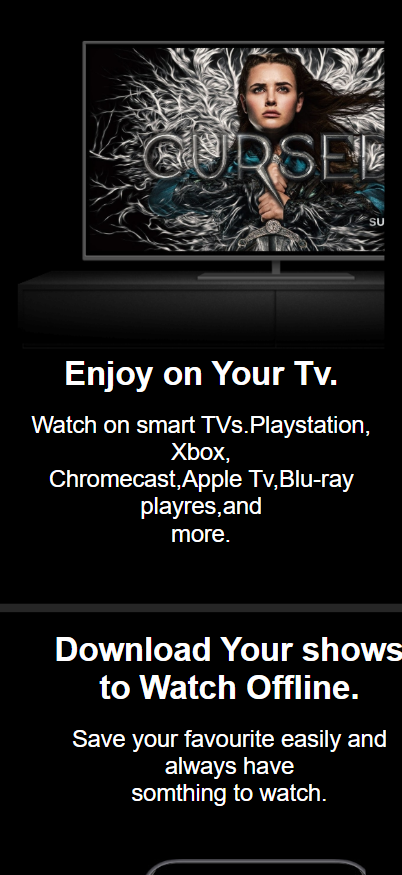 CURSED
SU
Enjoy on Your Tv.
Watch on smart TVs.Playstation,
Xbox,
Chromecast,Apple Tv,Blu-ray
playres,and
more.
Download Your shows
to Watch Offline.
Save your favourite easily and
always have
somthing to watch.